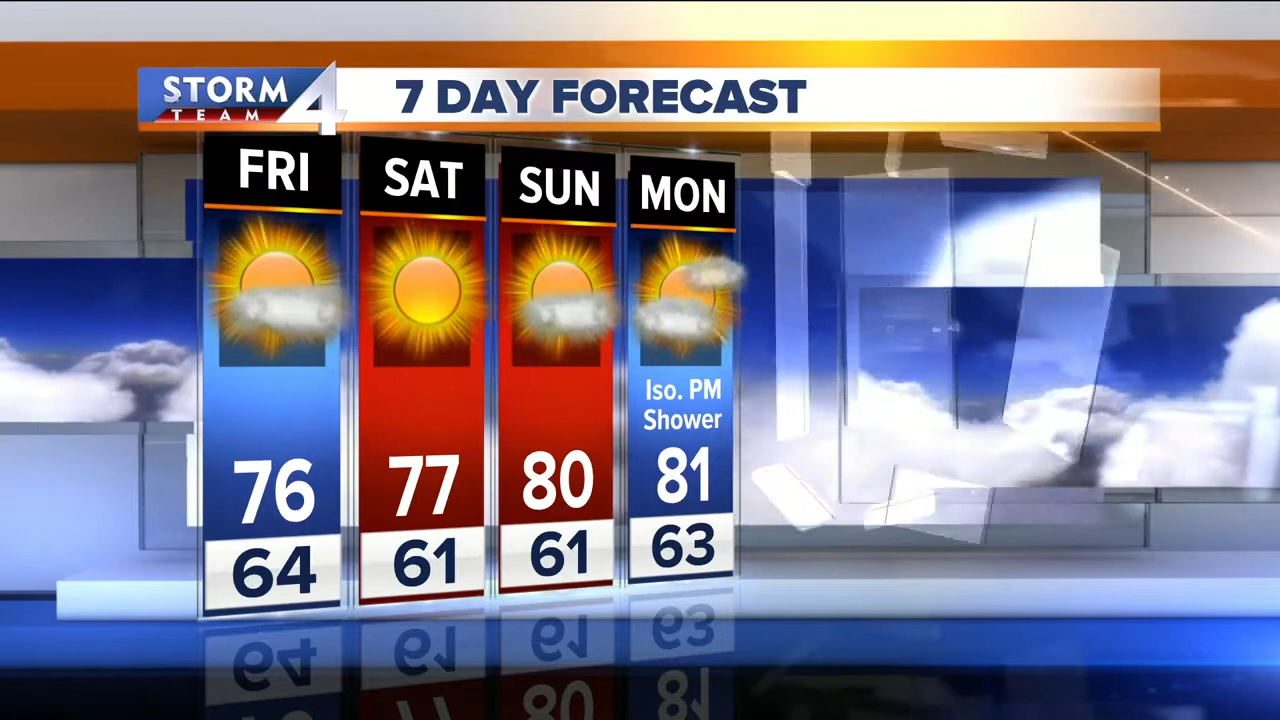 STORM
TEAM
4
7 DAY FORECAST
FRI
SAT
SUN
MON
Iso. PM
Shower
76
77
80
81
64
61
61
63